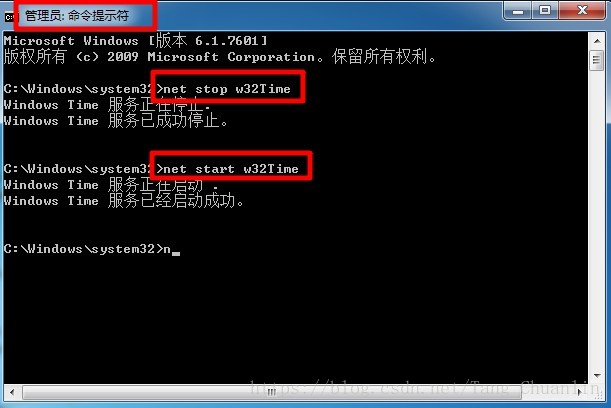 管理员: 命令提示符
Microsoft Windows [版本 6.1.7601]
版权所有 (c) 2009 Microsoft Corporation。保留所有权利。
C:\Windows\system32>net stop w32Time
Windows Time 服务正在停止.
Windows Time 服务已成功停止。
C:\Windows\system32>net start w32Time
Windows Time 服务正在启动 .
Windows Time 服务已经启动成功。
C:\Windows\system32>n
https://blog.csdn.net/Tang_Chuanlin